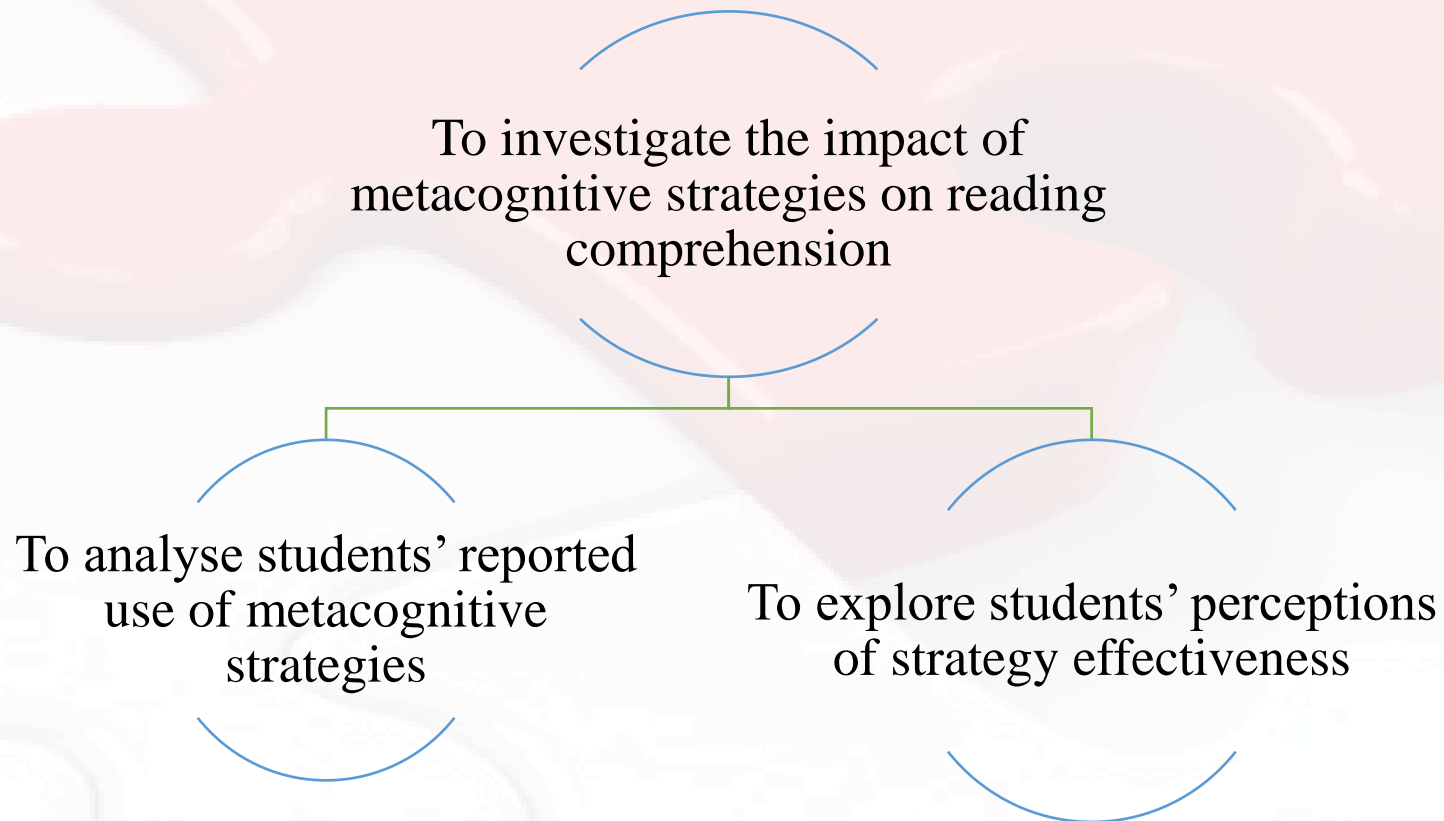 To investigate the impact of
metacognitive strategies on reading
comprehension
To analyse students’ reported
use of metacognitive
strategies
To explore students’ perceptions
of strategy effectiveness